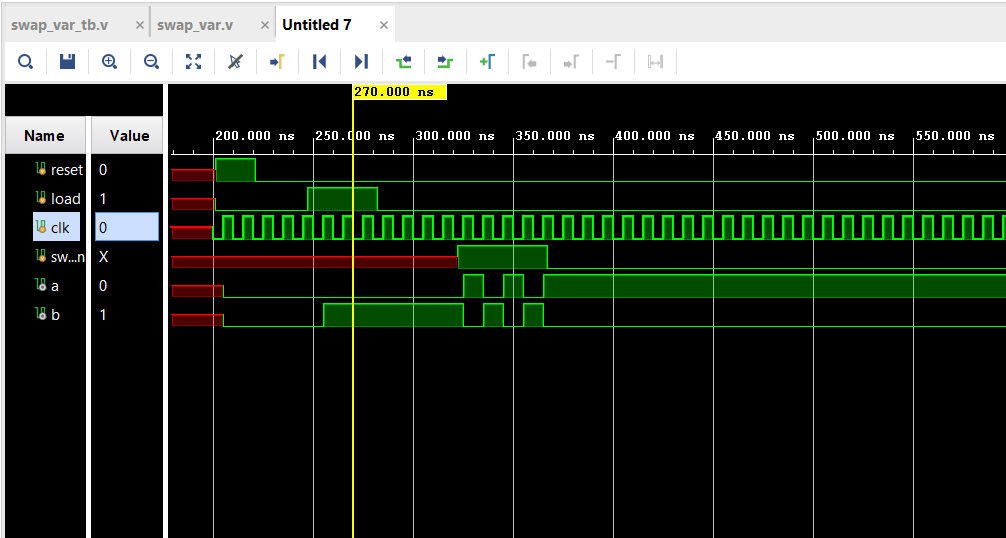 swap_var_tb.v × swap_var.v × Untitled 7 ×
270.000 ns
Name Value
200.000 ns 250.000 ns 300.000 ns 350.000 ns 400.000 ns 450.000 ns 500.000 ns 550.000 ns
reset 0
load 1
clk 0
sw...n X
a 0
b 1